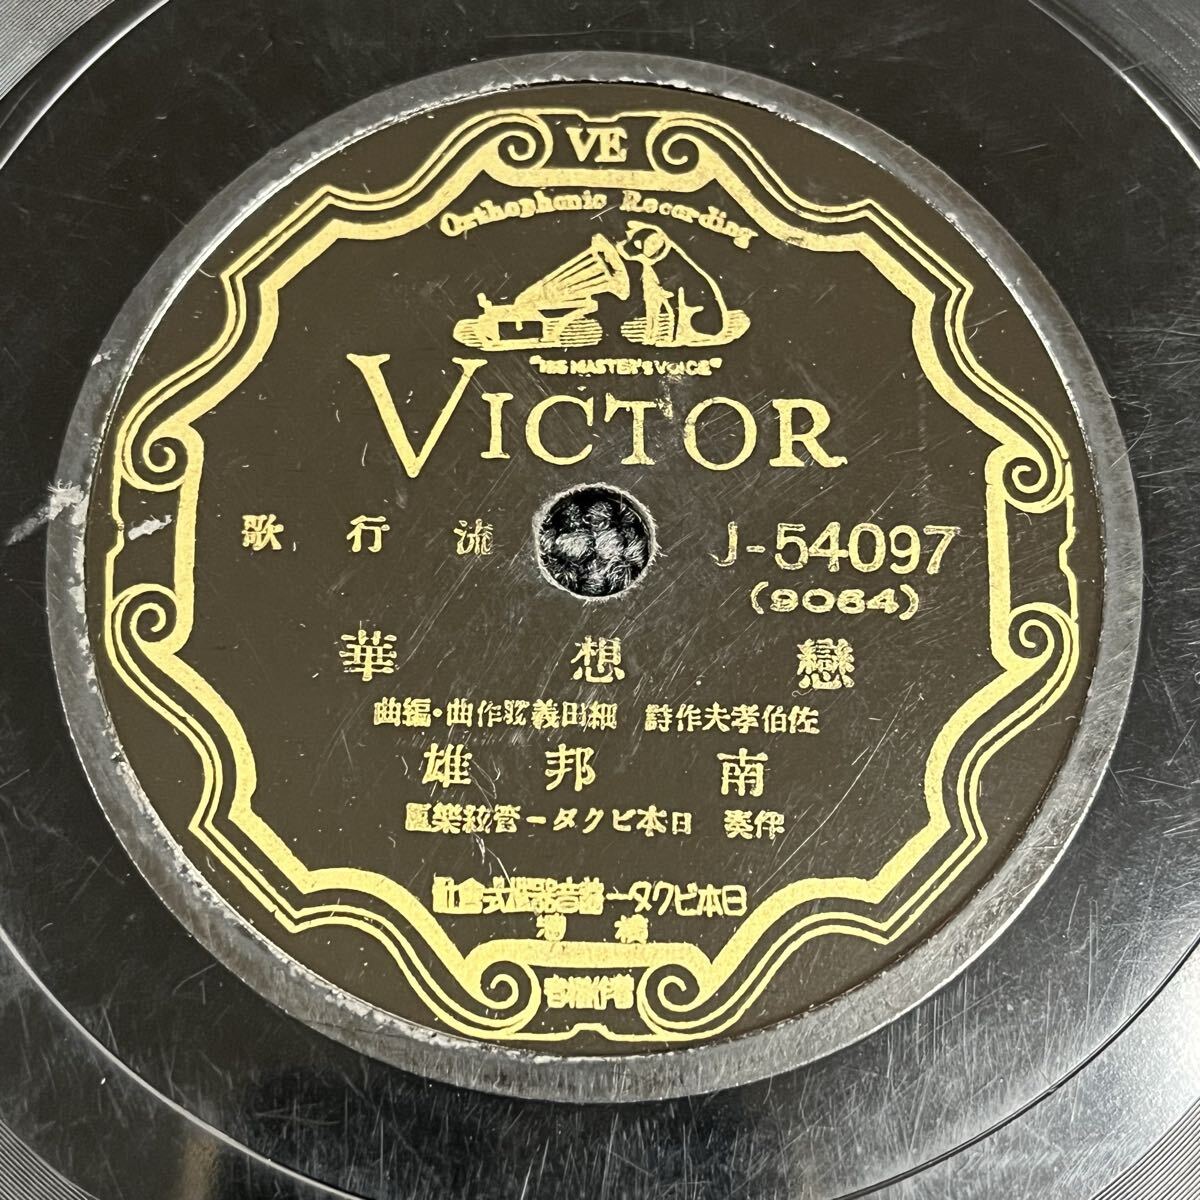 VE
Orthophonic Recording
"HIS MASTER'S VOICE"
VICTOR
流行歌
J-54097
(9064)
戀想華
佐伯孝夫作詩 細田義勝作曲・編曲
南邦雄
伴奏 日本ビクター管絃樂團
日本ビクター蓄音器株式會社